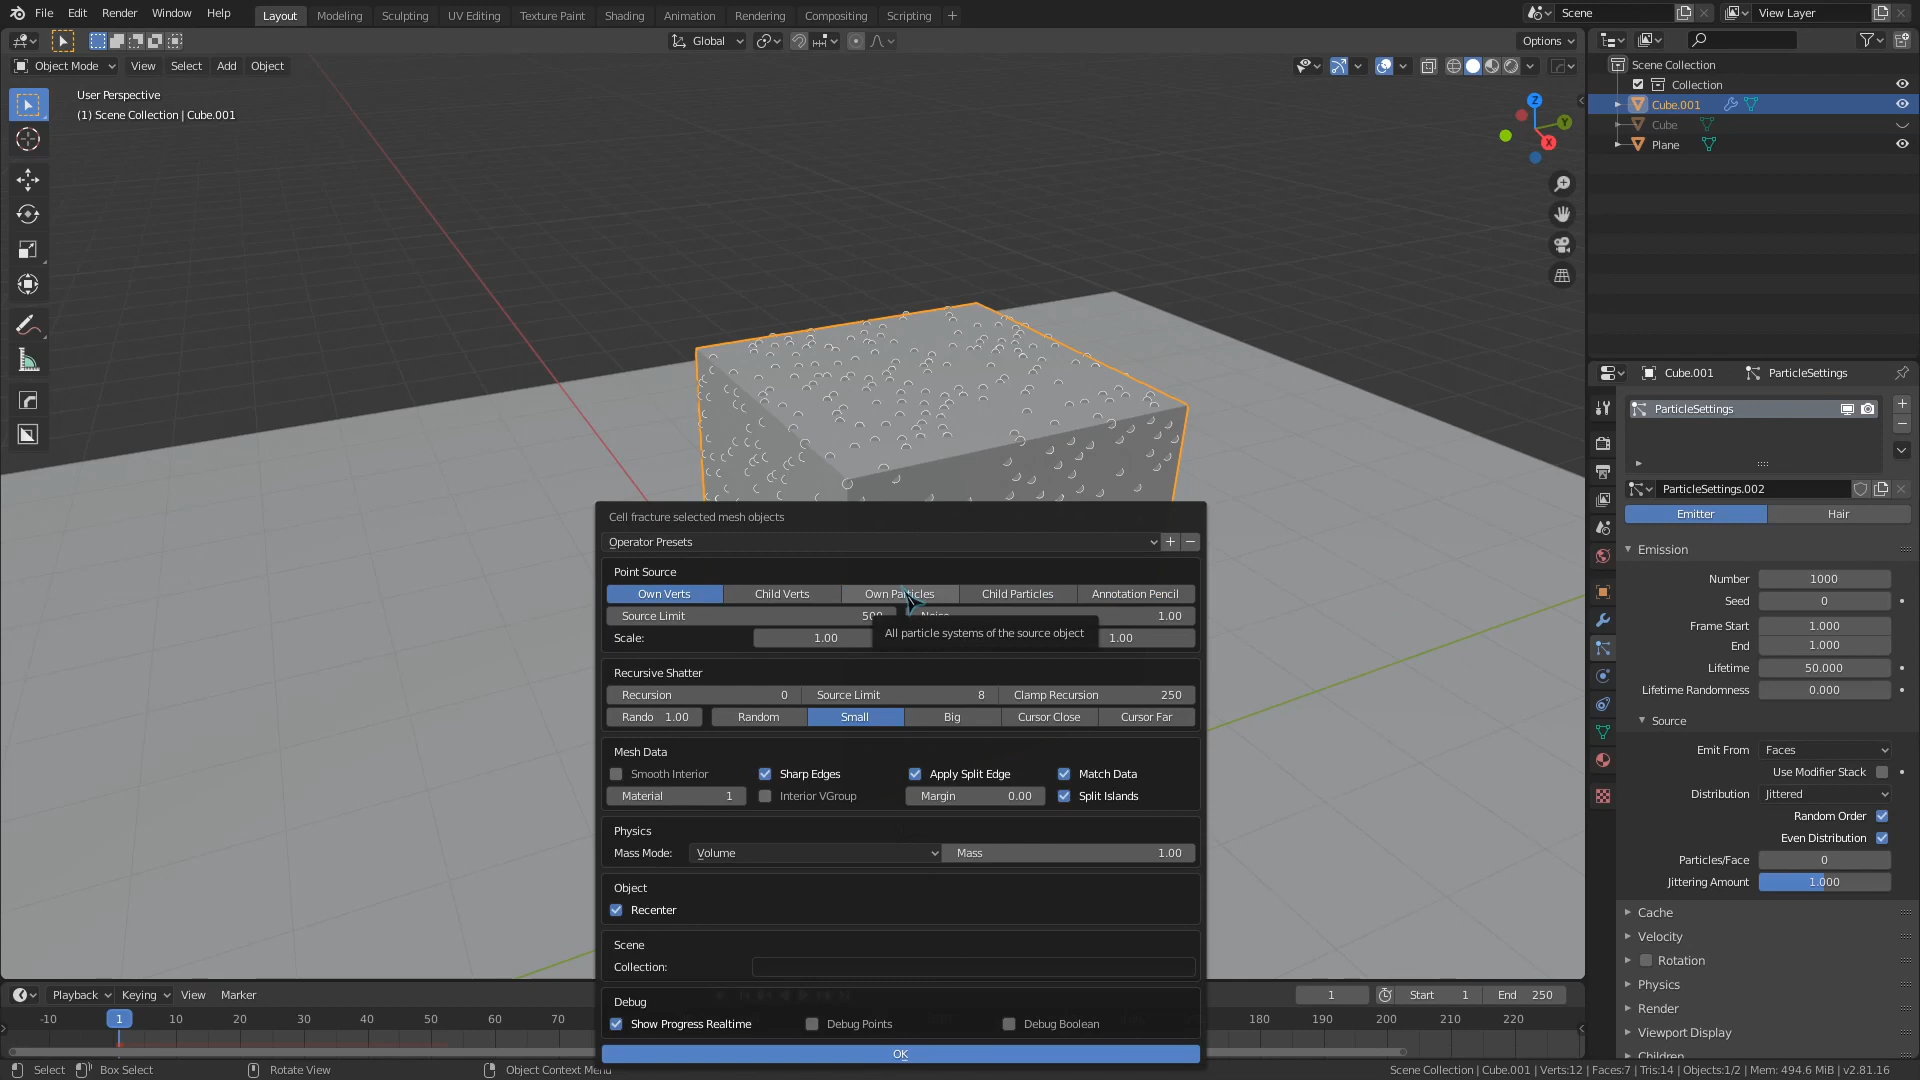 File Edit Render Window Help Layout Modeling Sculpting UV Editing Texture Paint Shading Animation Rendering Compositing Scripting + Scene View Layer
Global Options
Object Mode View Select Add Object
User Perspective
(1) Scene Collection | Cube.001
Z
Y
X
Scene Collection
Collection
Cube.001
Cube
Plane
Cube.001 ParticleSettings
ParticleSettings
ParticleSettings.002
Emitter Hair
Emission
Number 1000
Seed 0
Frame Start 1.000
End 1.000
Lifetime 50.000
Lifetime Randomness 0.000
Source
Emit From Faces
Use Modifier Stack
Distribution Jittered
Random Order
Even Distribution
Particles/Face 0
Jittering Amount 1.000
Cache
Velocity
Rotation
Physics
Render
Viewport Display
Children
Cell fracture selected mesh objects
Operator Presets
Point Source
Own Verts Child Verts Own Particles Child Particles Annotation Pencil
Source Limit 500 Noise 1.00
Scale: 1.00 1.00
All particle systems of the source object
Recursive Shatter
Recursion 0 Source Limit 8 Clamp Recursion 250
Rando 1.00 Random Small Big Cursor Close Cursor Far
Mesh Data
Smooth Interior Sharp Edges Apply Split Edge Match Data
Material 1 Interior VGroup Margin 0.00 Split Islands
Physics
Mass Mode: Volume Mass 1.00
Object
Recenter
Scene
Collection:
Debug
Show Progress Realtime Debug Points Debug Boolean
OK
Playback Keying View Marker 1 Start 1 End 250
-10 1 10 20 30 40 50 60 70 180 190 200 210 220
Select Box Select Rotate View Object Context Menu Scene Collection | Cube.001 | Verts:12 | Faces:7 | Tris:14 | Objects:1/2 | Mem: 494.6 MiB | v2.81.16